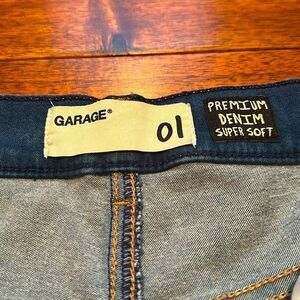 GARAGE®
01
PREMIUM
DENIM
SUPER SOFT